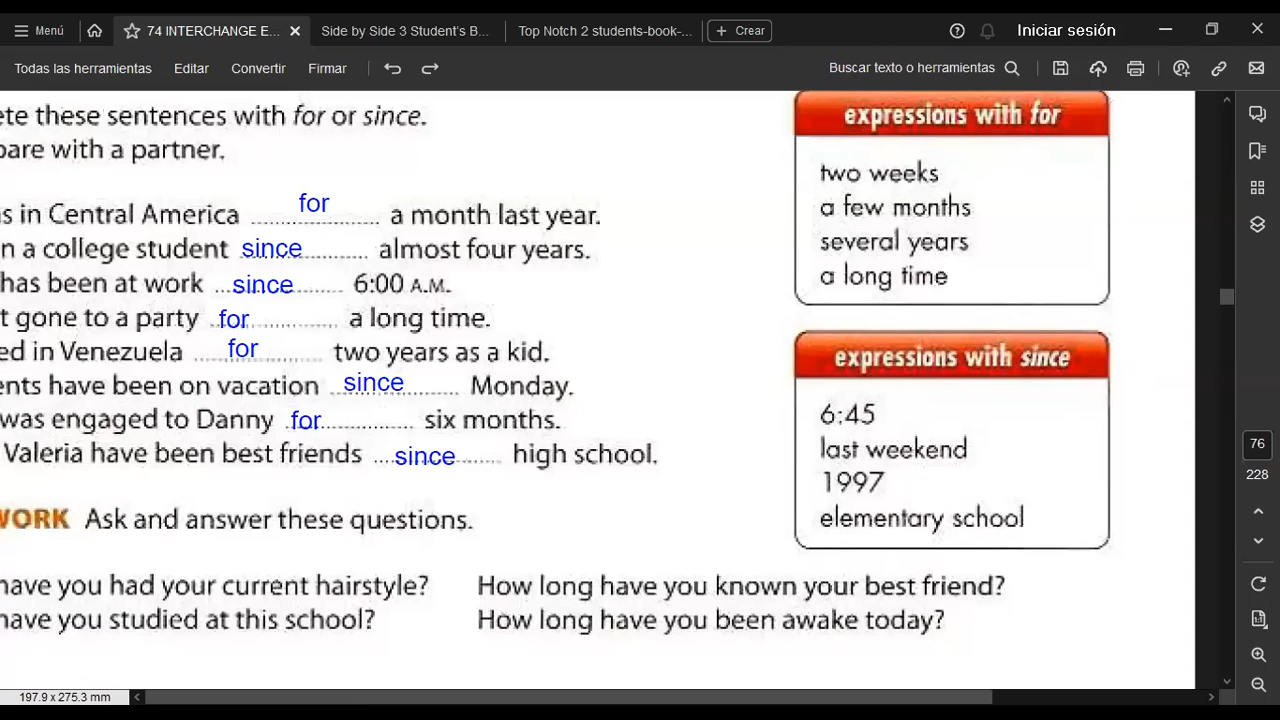 Menú
74 INTERCHANGE E...
Side by Side 3 Student's B...
Top Notch 2 students-book-...
Crear
Iniciar sesión
Todas las herramientas Editar Convertir Firmar
Buscar texto o herramientas
ete these sentences with for or since.
pare with a partner.
as in Central America for a month last year.
n a college student since almost four years.
has been at work since 6:00 A.M.
t gone to a party for a long time.
ed in Venezuela for two years as a kid.
ents have been on vacation since Monday.
was engaged to Danny for six months.
Valeria have been best friends since high school.
WORK Ask and answer these questions.
have you had your current hairstyle?
have you studied at this school?
How long have you known your best friend?
How long have you been awake today?
expressions with for
two weeks
a few months
several years
a long time
expressions with since
6:45
last weekend
1997
elementary school
76
228
197.9 x 275.3 mm